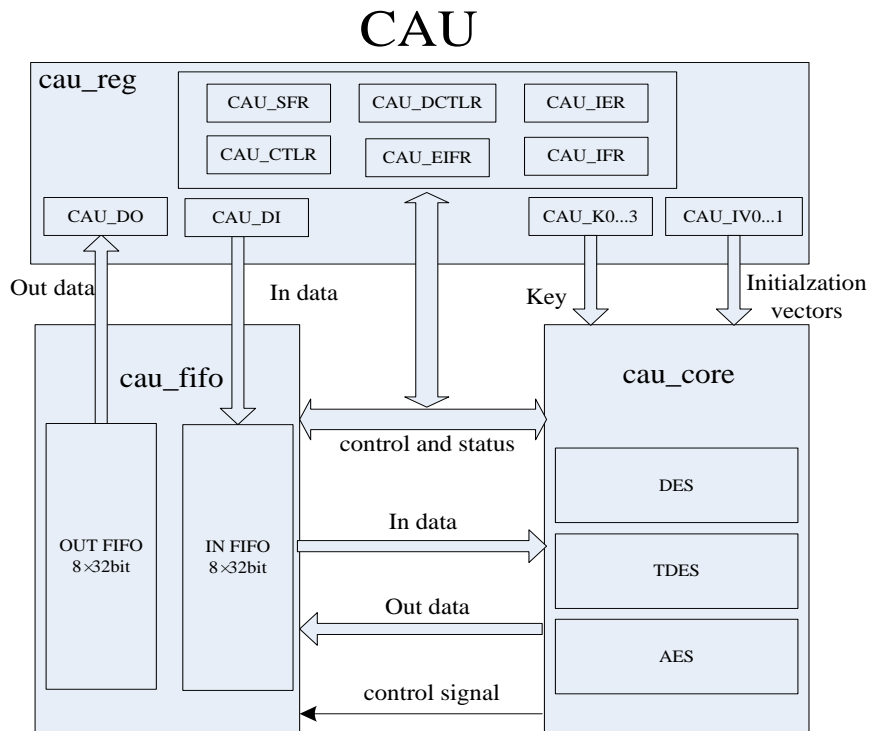 CAU
cau_reg
CAU_SFR
CAU_DCTLR
CAU_IER
CAU_CTLR
CAU_EIFR
CAU_IFR
CAU_DO
CAU_DI
CAU_K0...3
CAU_IV0...1
Out data
In data
Key
Initialzation
vectors
cau_fifo
cau_core
control and status
OUT FIFO
8×32bit
IN FIFO
8×32bit
In data
Out data
control signal
DES
TDES
AES